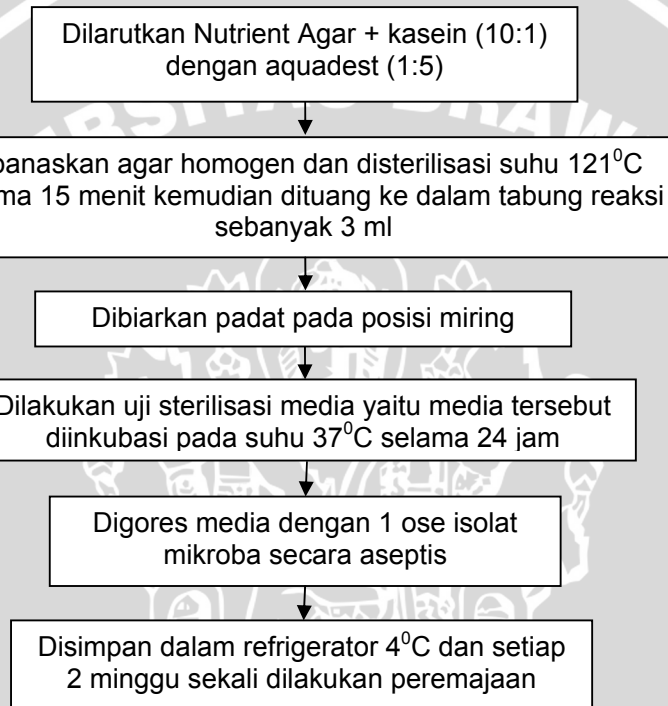 Dilarutkan Nutrient Agar + kasein (10:1)
dengan aquadest (1:5)
panaskan agar homogen dan disterilisasi suhu 121⁰C
ma 15 menit kemudian dituang ke dalam tabung reaksi
sebanyak 3 ml
Dibiarkan padat pada posisi miring
Dilakukan uji sterilisasi media yaitu media tersebut
diinkubasi pada suhu 37⁰C selama 24 jam
Digores media dengan 1 ose isolat
mikroba secara aseptis
Disimpan dalam refrigerator 4⁰C dan setiap
2 minggu sekali dilakukan peremajaan